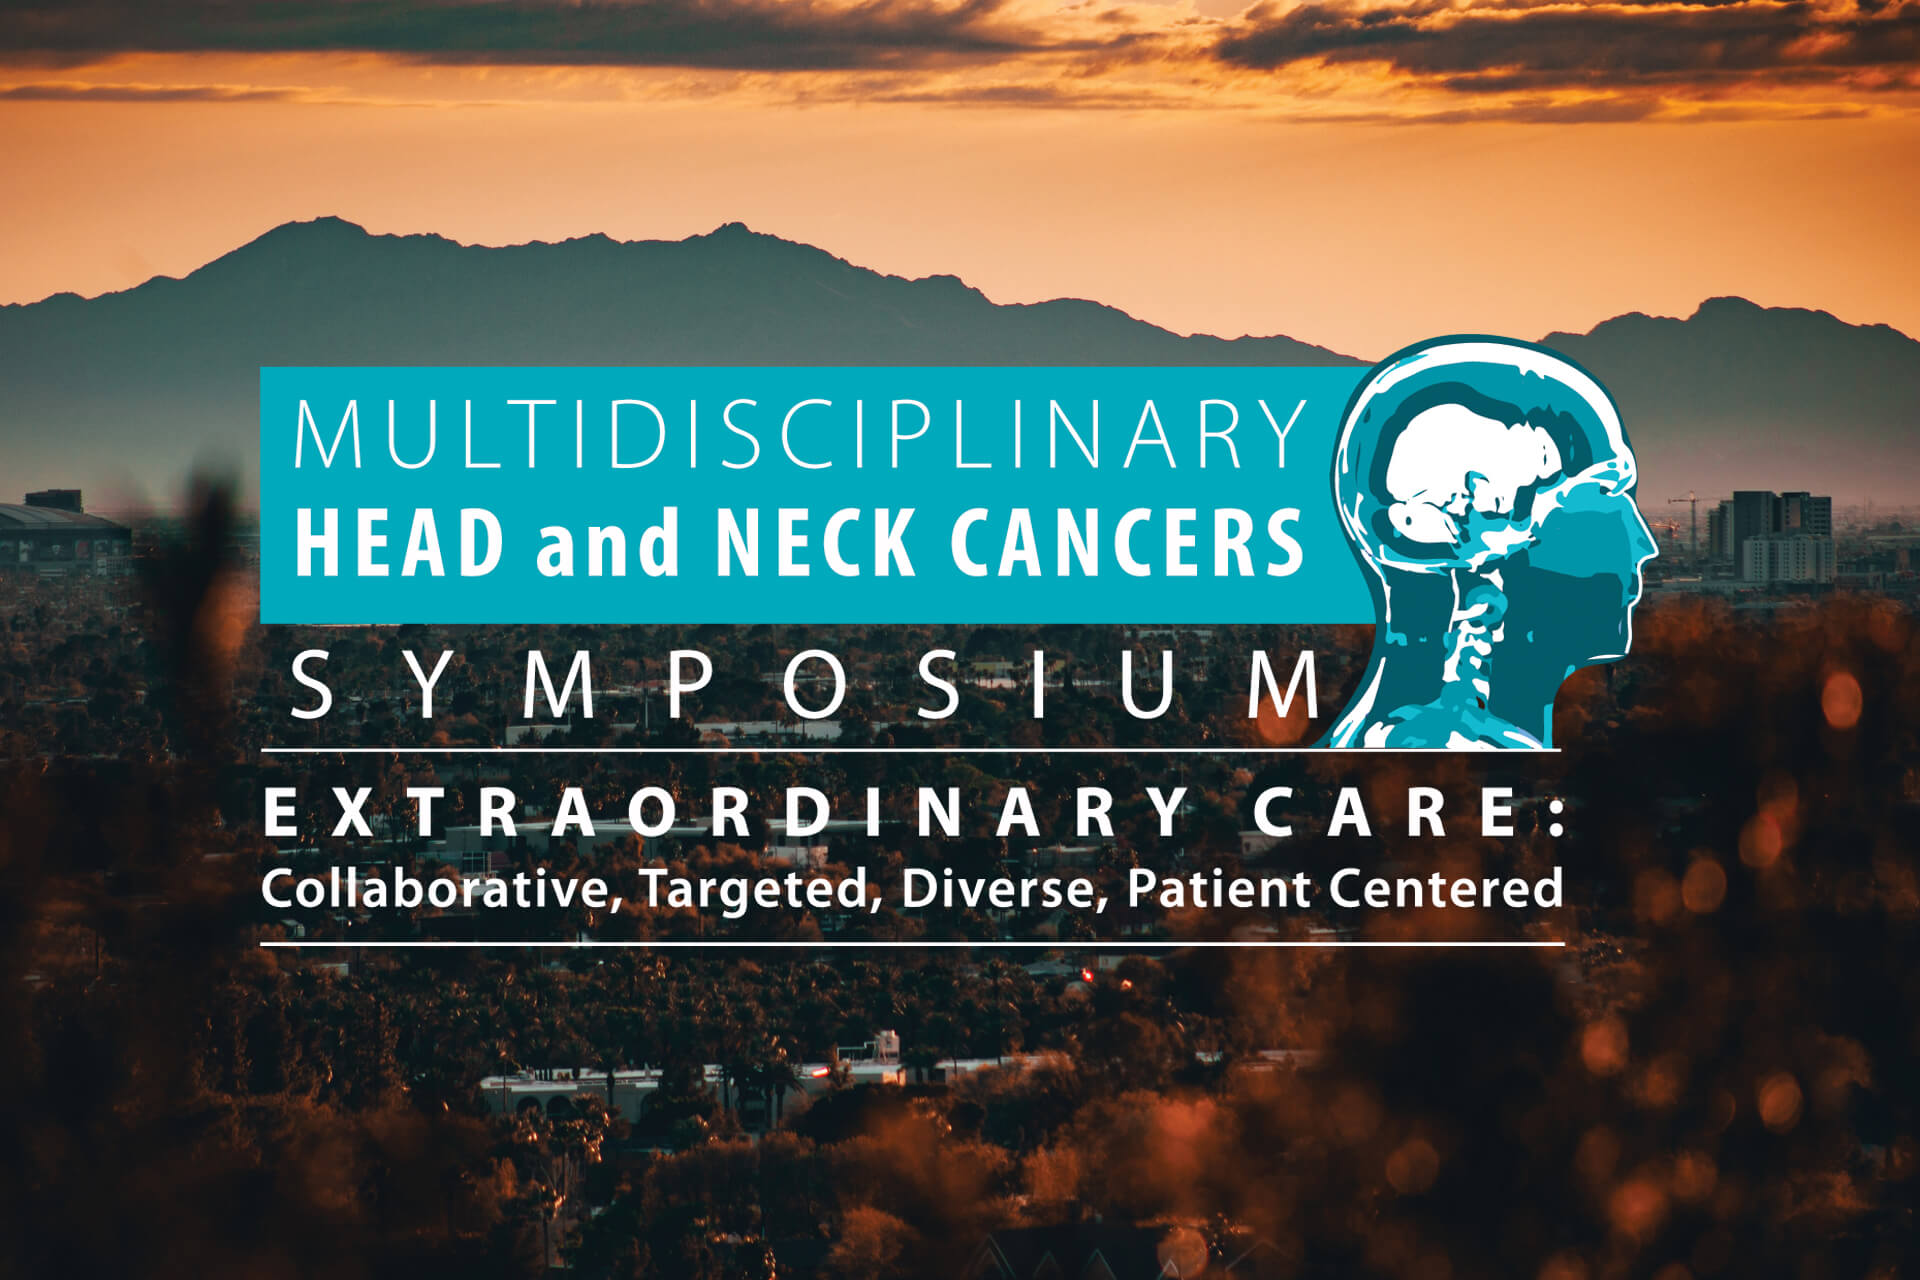 MULTIDISCIPLINARY
HEAD and NECK CANCERS
SYMPOSIUM
EXTRAORDINARY CARE:
Collaborative, Targeted, Diverse, Patient Centered